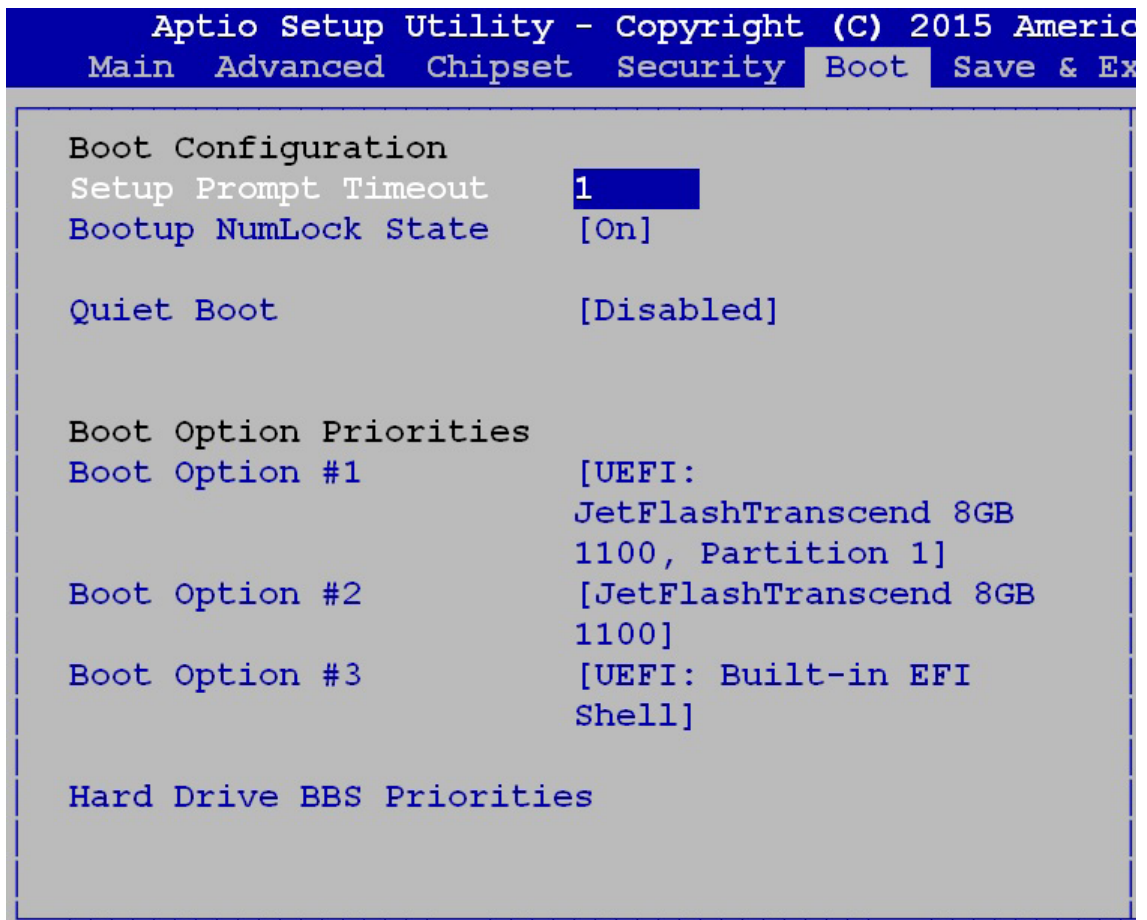 Aptio Setup Utility - Copyright (C) 2015 Americ
Main Advanced Chipset Security Boot Save & Ex
Boot Configuration
Setup Prompt Timeout 1
Bootup NumLock State [On]
Quiet Boot [Disabled]
Boot Option Priorities
Boot Option #1 [UEFI:
JetFlashTranscend 8GB
1100, Partition 1]
Boot Option #2 [JetFlashTranscend 8GB
1100]
Boot Option #3 [UEFI: Built-in EFI
Shell]
Hard Drive BBS Priorities